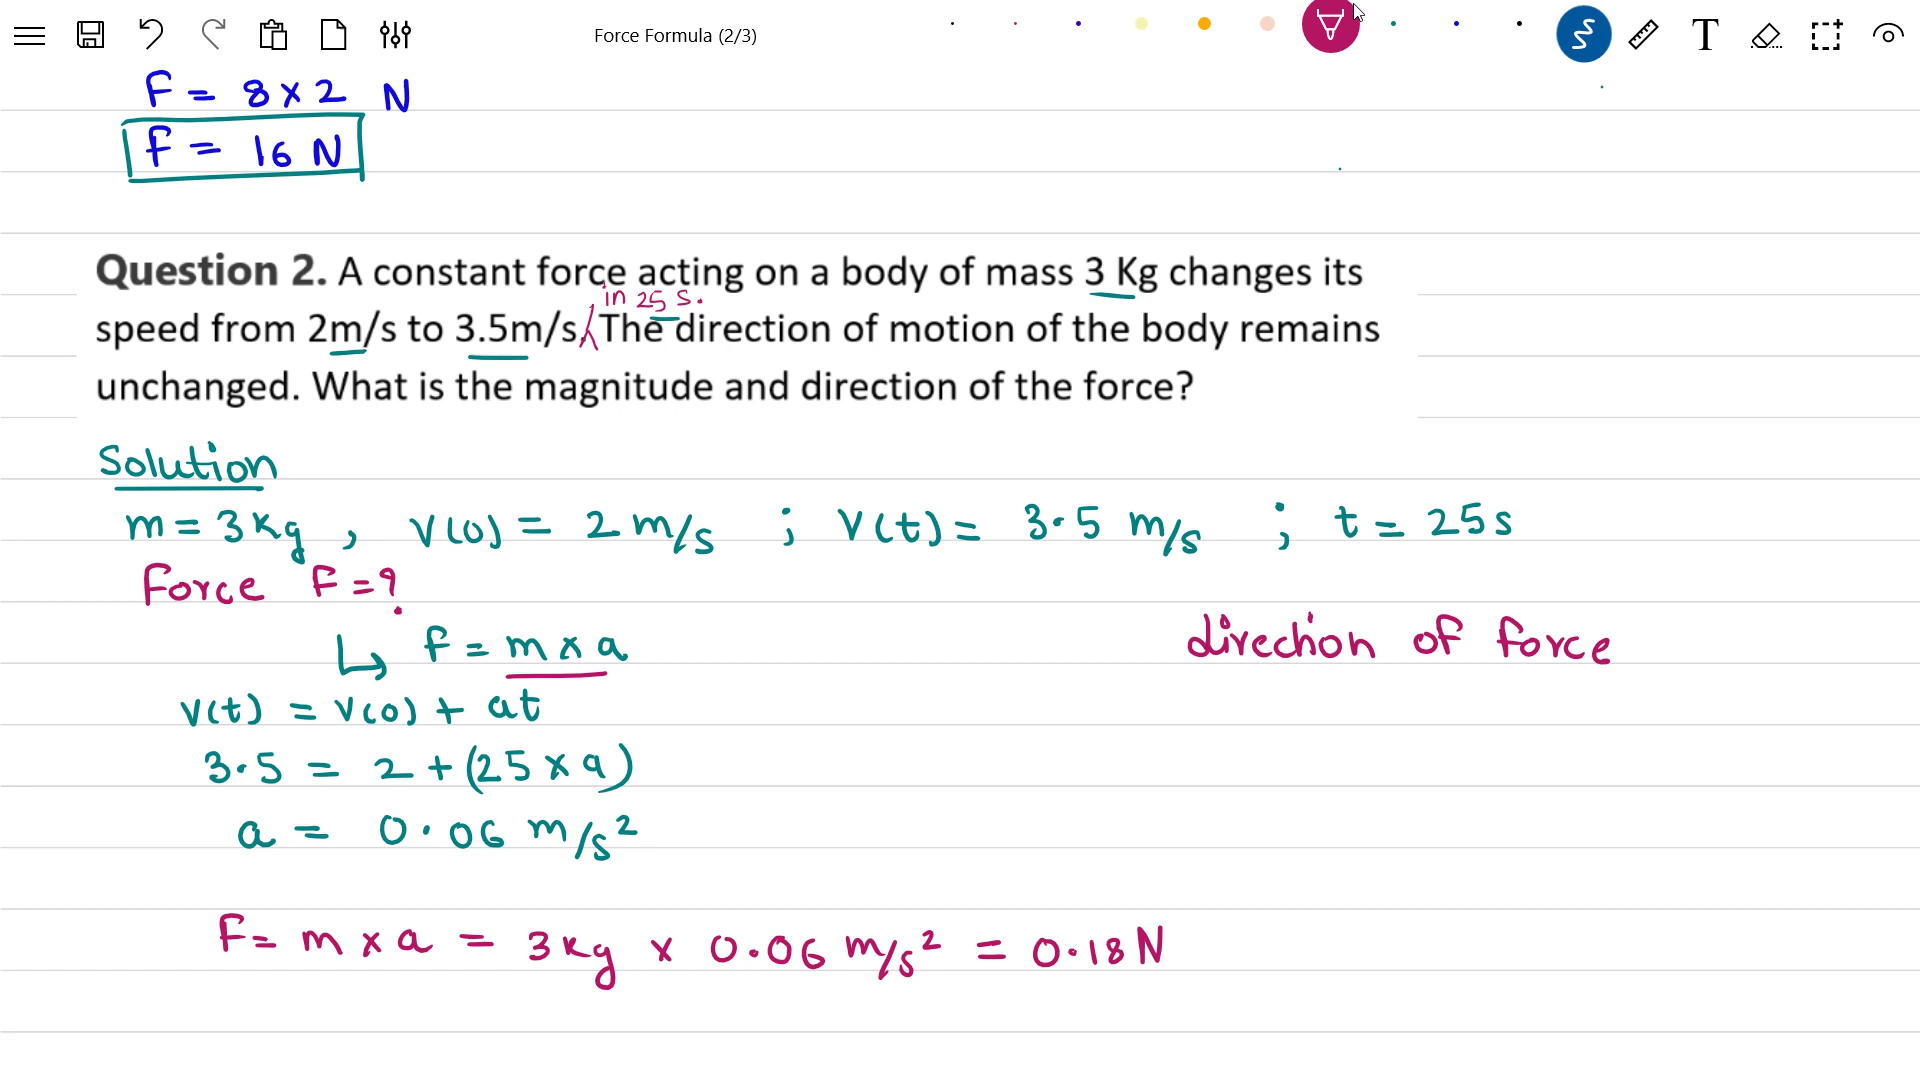 Force Formula (2/3)
F = 8 x 2 N
F = 16 N
Question 2. A constant force acting on a body of mass 3 Kg changes its
in 25 s.
speed from 2m/s to 3.5m/s. The direction of motion of the body remains
unchanged. What is the magnitude and direction of the force?
Solution
m = 3 kg , v(0) = 2 m/s ; v(t) = 3.5 m/s ; t = 25 s
Force F = ?
↳ F = m x a
direction of force
v(t) = v(0) + at
3.5 = 2 + (25 x a)
a = 0.06 m/s²
F = m x a = 3 kg x 0.06 m/s² = 0.18 N